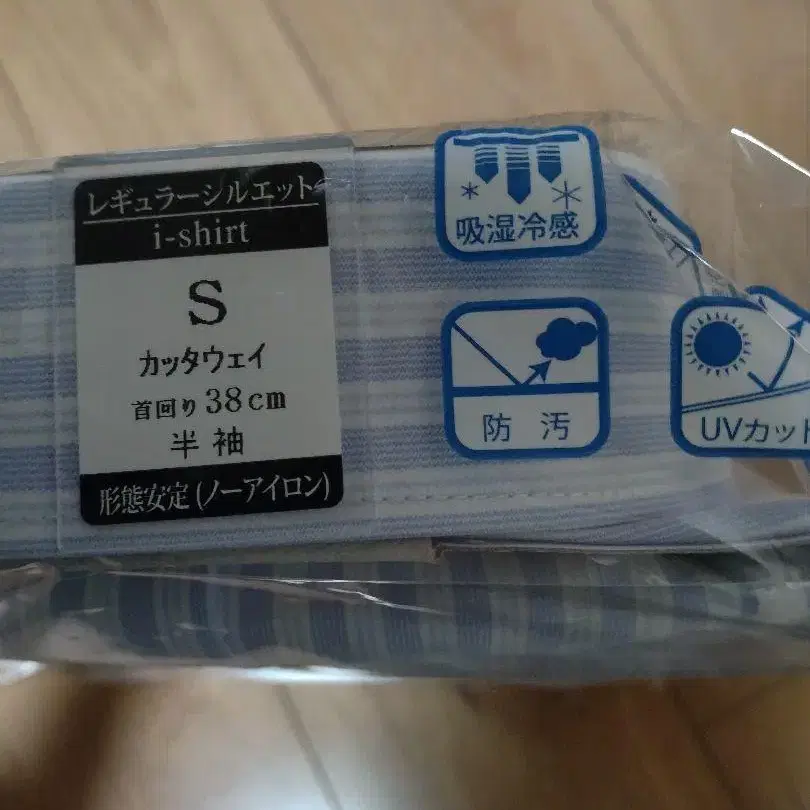 レギュラーシルエット
i-shirt
S
カッタウェイ
首回り 38cm
半袖
形態安定(ノーアイロン)
吸湿冷感
防汚
UVカット